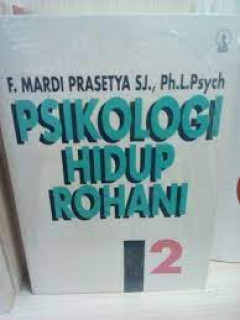 F. MARDI PRASETYA SJ., Ph.L.Psych
PSIKOLOGI
HIDUP
ROHANI
2